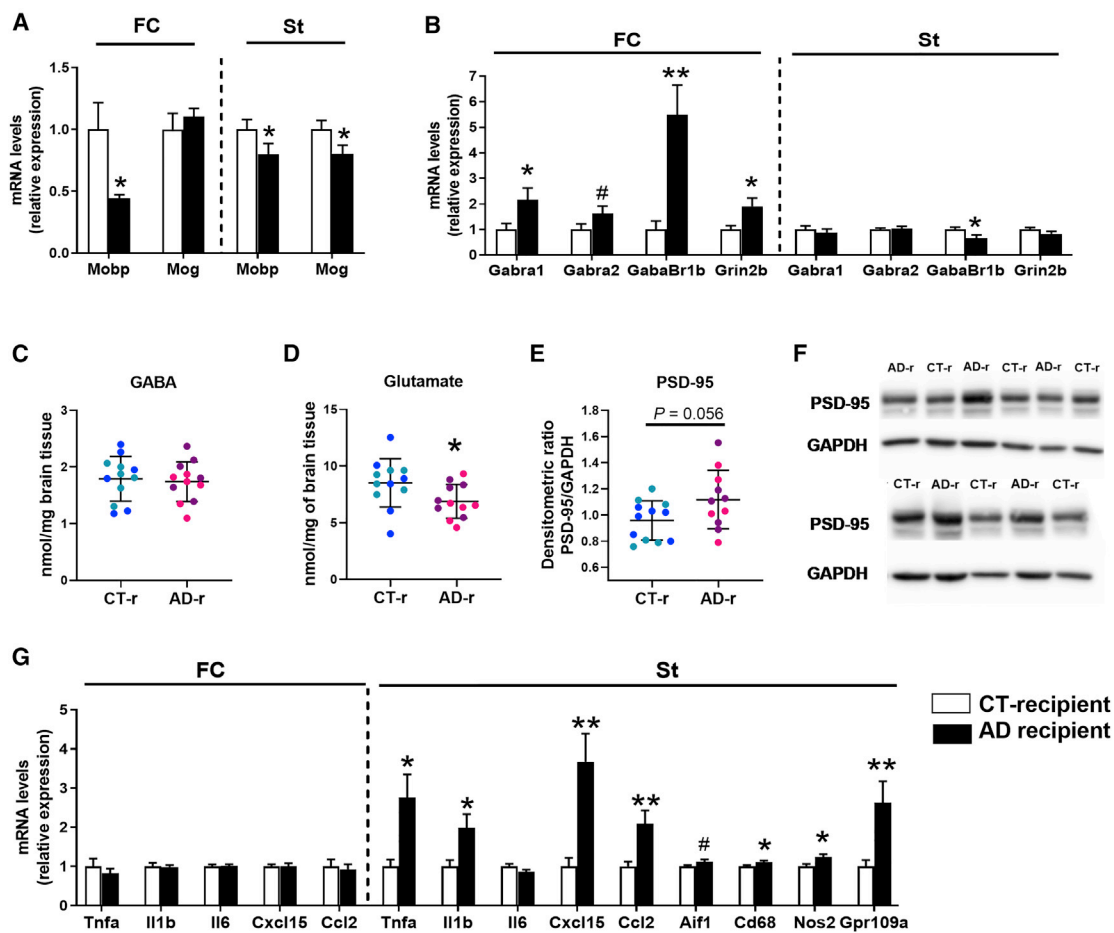 A
FC
St
mRNA levels
(relative expression)
1.5
1.0
0.5
0.0
*
*
*
Mobp
Mog
Mobp
Mog
B
FC
St
mRNA levels
(relative expression)
7
6
5
4
3
2
1
0
*
#
**
*
*
Gabra1
Gabra2
GabaBr1b
Grin2b
Gabra1
Gabra2
GabaBr1b
Grin2b
C
GABA
nmol/mg brain tissue
3
2
1
0
CT-r
AD-r
D
Glutamate
nmol/mg of brain tissue
15
10
5
0
*
CT-r
AD-r
E
PSD-95
Densitometric ratio
PSD-95/GAPDH
1.8
1.6
1.4
1.2
1.0
0.8
0.6
P = 0.056
CT-r
AD-r
F
AD-r CT-r AD-r CT-r AD-r CT-r
PSD-95
GAPDH
CT-r AD-r CT-r AD-r CT-r
PSD-95
GAPDH
G
FC
St
mRNA levels
(relative expression)
5
4
3
2
1
0
*
*
**
**
#
*
*
**
Tnfa
Il1b
Il6
Cxcl15
Ccl2
Tnfa
Il1b
Il6
Cxcl15
Ccl2
Aif1
Cd68
Nos2
Gpr109a
CT-recipient
AD recipient